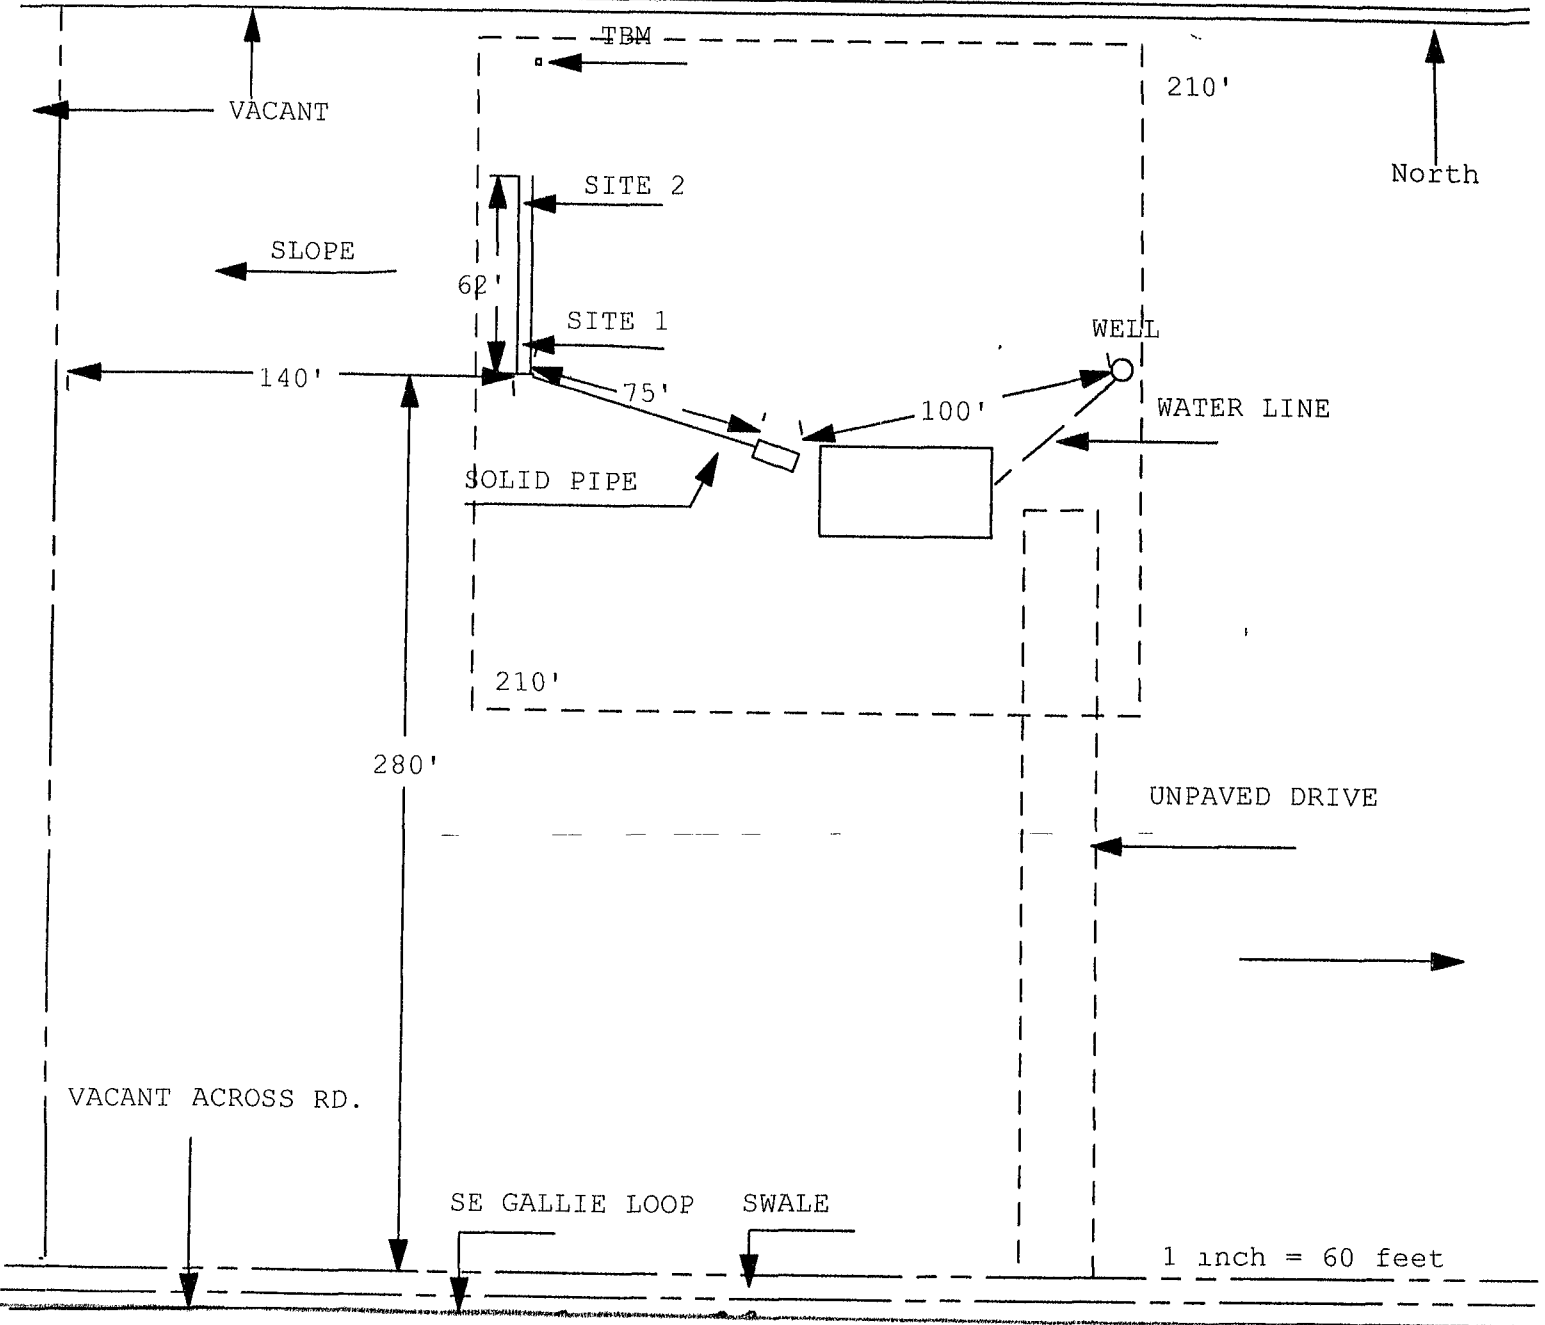 TBM
210'
VACANT
North
SITE 2
SLOPE
62'
SITE 1
WELL
140'
75'
100'
WATER LINE
SOLID PIPE
210'
280'
UNPAVED DRIVE
VACANT ACROSS RD.
SE GALLIE LOOP
SWALE
1 inch = 60 feet